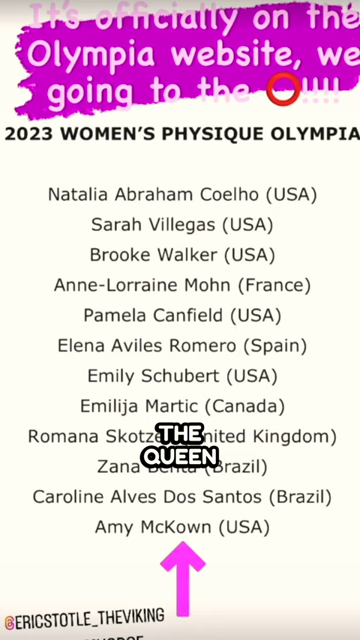 It's officially on the
Olympia website, we
going to the ⭕!!!!
2023 WOMEN'S PHYSIQUE OLYMPIA
Natalia Abraham Coelho (USA)
Sarah Villegas (USA)
Brooke Walker (USA)
Anne-Lorraine Mohn (France)
Pamela Canfield (USA)
Elena Aviles Romero (Spain)
Emily Schubert (USA)
Emilija Martic (Canada)
Romana Kingdom)
THE
QUEEN
Zana (Brazil)
Caroline Alves Dos Santos (Brazil)
Amy McKown (USA)
@ERICSTOTLE_THEVIKING